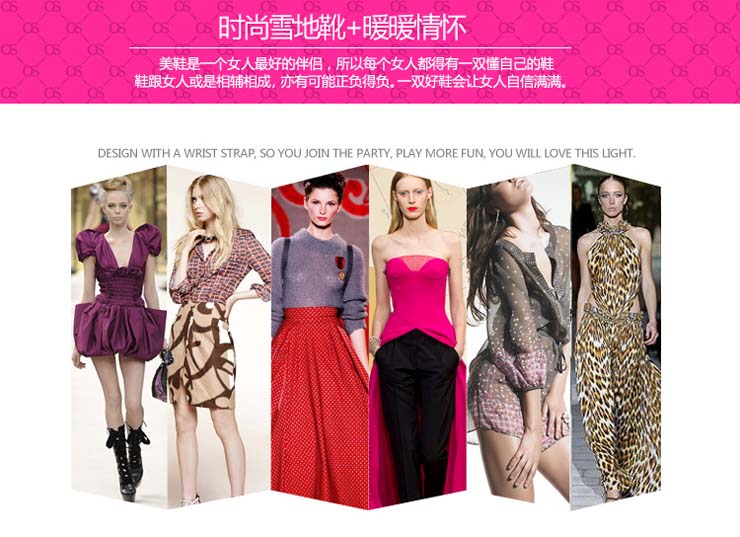 时尚雪地靴+暖暖情怀
美鞋是一个女人最好的伴侣，所以每个女人都得有一双懂自己的鞋
鞋跟女人或是相辅相成，亦有可能正负得负。一双好鞋会让女人自信满满。
DESIGN WITH A WRIST STRAP, SO YOU JOIN THE PARTY, PLAY MORE FUN, YOU WILL LOVE THIS LIGHT.